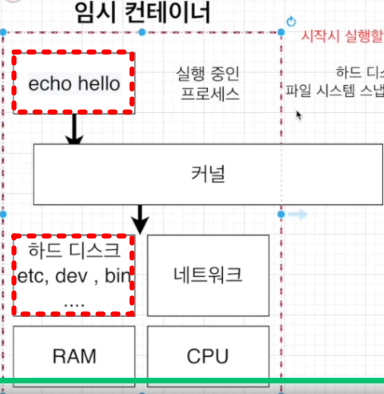 임시 컨테이너
시작시 실행할
echo hello
실행 중인
프로세스
하드 디스
파일 시스템 스냅
커널
하드 디스크
etc, dev , bin
....
네트워크
RAM
CPU